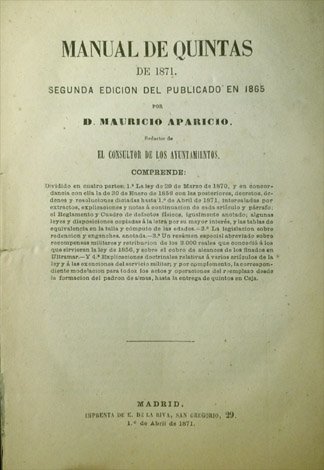 MANUAL DE QUINTAS
DE 1871.
SEGUNDA EDICION DEL PUBLICADO EN 1865
POR
D. MAURICIO APARICIO.
Redactor de
EL CONSULTOR DE LOS AYUNTAMIENTOS.
COMPRENDE:
Dividido en cuatro partes: 1.ª La ley de 29 de Marzo de 1870, y en concor-
dancia con ella la de 30 de Enero de 1856 con las posteriores, decretos, ór-
denes y resoluciones dictadas hasta 1.º de Abril de 1871, intercaladas por
extractos, explicaciones y notas á continuacion de cada artículo y párrafo;
el Reglamento y Cuadro de defectos físicos, igualmente anotado; algunas
leyes y disposiciones copiadas á la letra por su mayor interés, y las tablas de
equivalencia en la talla y cómputo de las edades.—2.ª La legislacion sobre
redencion y enganches, anotada.—3.ª Un resúmen especial abreviado sobre
recompensas militares y retribucion de los 2.000 reales que concedió á los
que sirviesen la ley de 1856, y sobre el cobro de alcances de los finados en
Ultramar.—Y 4.ª Explicaciones doctrinales relativas á varios artículos de la
ley y á las exenciones del servicio militar; y por complemento, la correspon-
diente modelacion para todos los actos y operaciones del reemplazo desde
la formacion del padron de almas, hasta la entrega de quintos en Caja.
MADRID,
IMPRENTA DE E. DE LA RIVA, SAN GREGORIO, 29.
1.º de Abril de 1871.